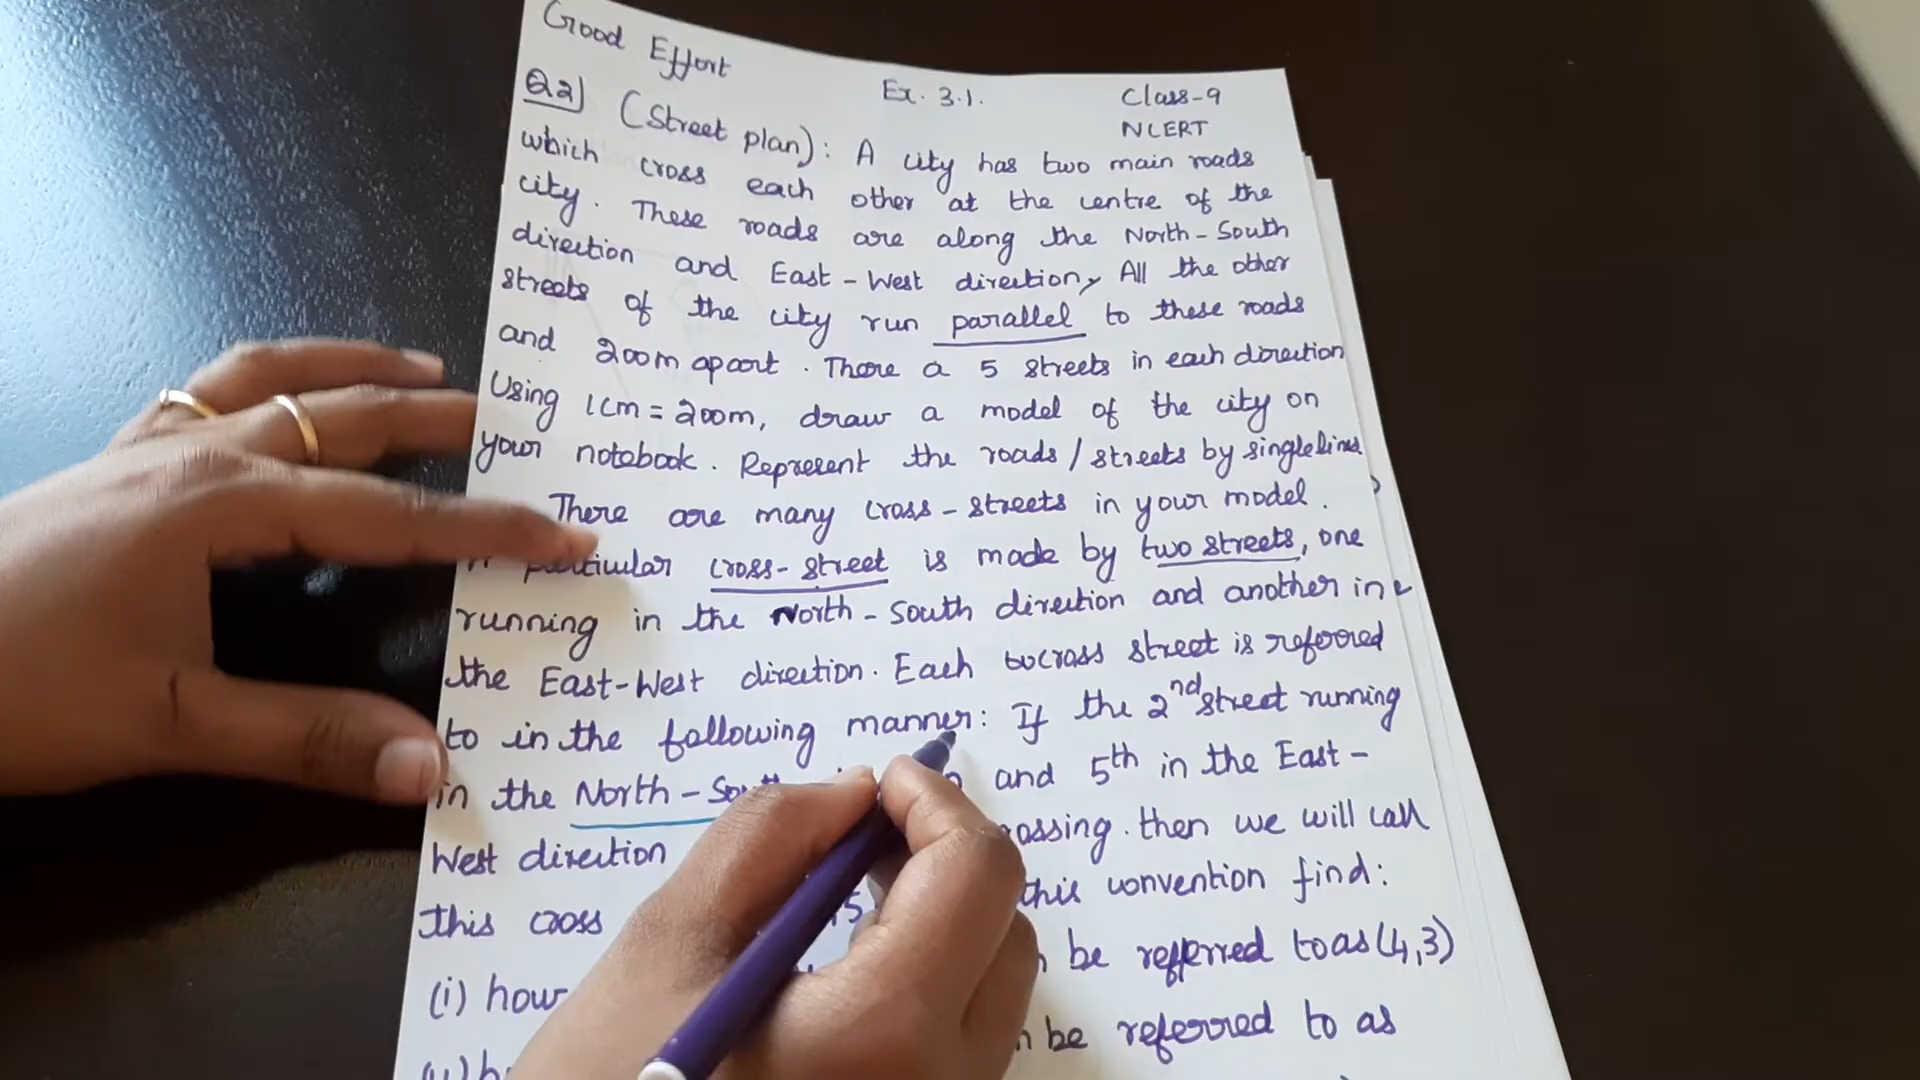 Good Effort
Ex. 3.1.
Class-9
NCERT
Q2) (Street plan): A city has two main roads
which cross each other at the centre of the
city. These roads are along the North-South
direction and East-West direction, All the other
streets of the city run parallel to these roads
and 200m apart. There a 5 streets in each direction
Using 1cm = 200m, draw a model of the city on
your notebook. Represent the roads/streets by single lines
There are many cross-streets in your model.
particular cross-street is made by two streets, one
running in the North-South direction and another in
the East-West direction. Each cross street is referred
to in the following manner: If the 2nd street running
in the North-South and 5th in the East-
West direction crossing. then we will call
this cross this convention find:
(i) how be referred to as (4,3)
be referred to as